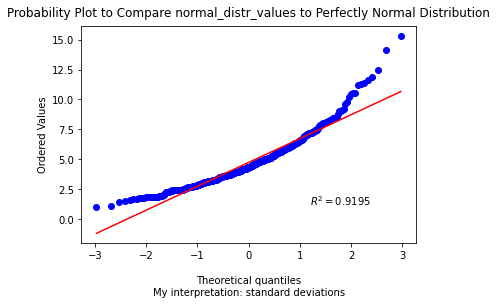 Probability Plot to Compare normal_distr_values to Perfectly Normal Distribution
15.0
12.5
10.0
7.5
5.0
2.5
0.0
Ordered Values
R² = 0.9195
−3 −2 −1 0 1 2 3
Theoretical quantiles
My interpretation: standard deviations